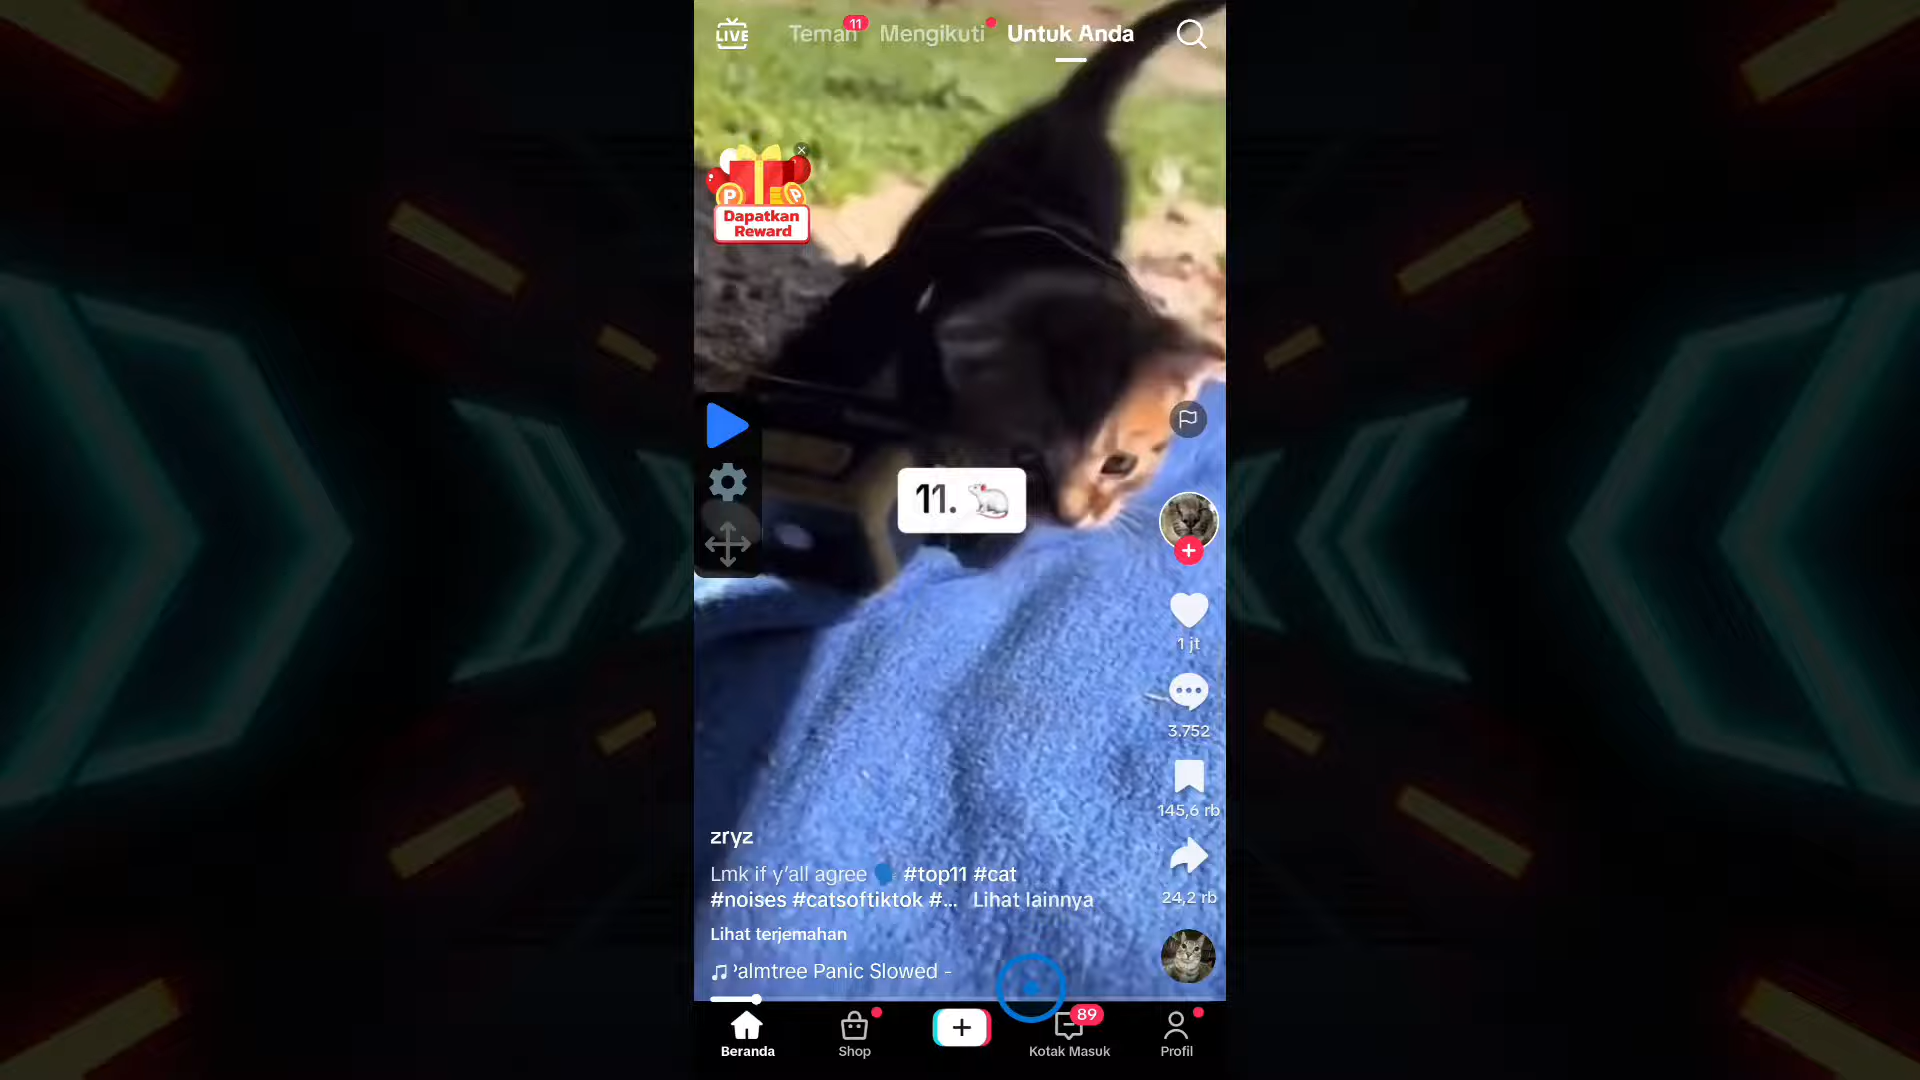 LIVE
Teman 11 Mengikuti Untuk Anda
Dapatkan
Reward
11. 🐁
1 jt
3.752
145,6 rb
zryz
Lmk if y'all agree 🗣 #top11 #cat
#noises #catsoftiktok #... Lihat lainnya
24,2 rb
Lihat terjemahan
Palmtree Panic Slowed -
89
Beranda
Shop
Kotak Masuk
Profil